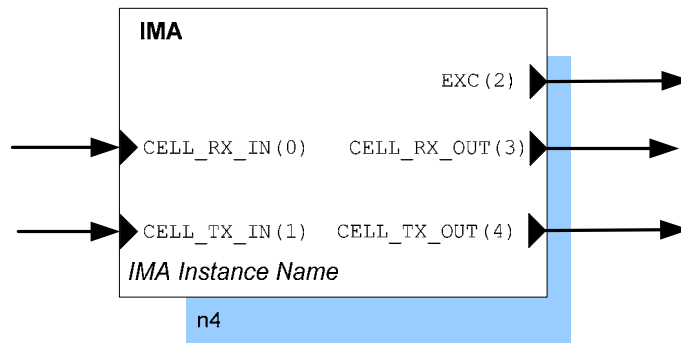 IMA
EXC(2)
CELL_RX_IN(0) CELL_RX_OUT(3)
CELL_TX_IN(1) CELL_TX_OUT(4)
IMA Instance Name
n4